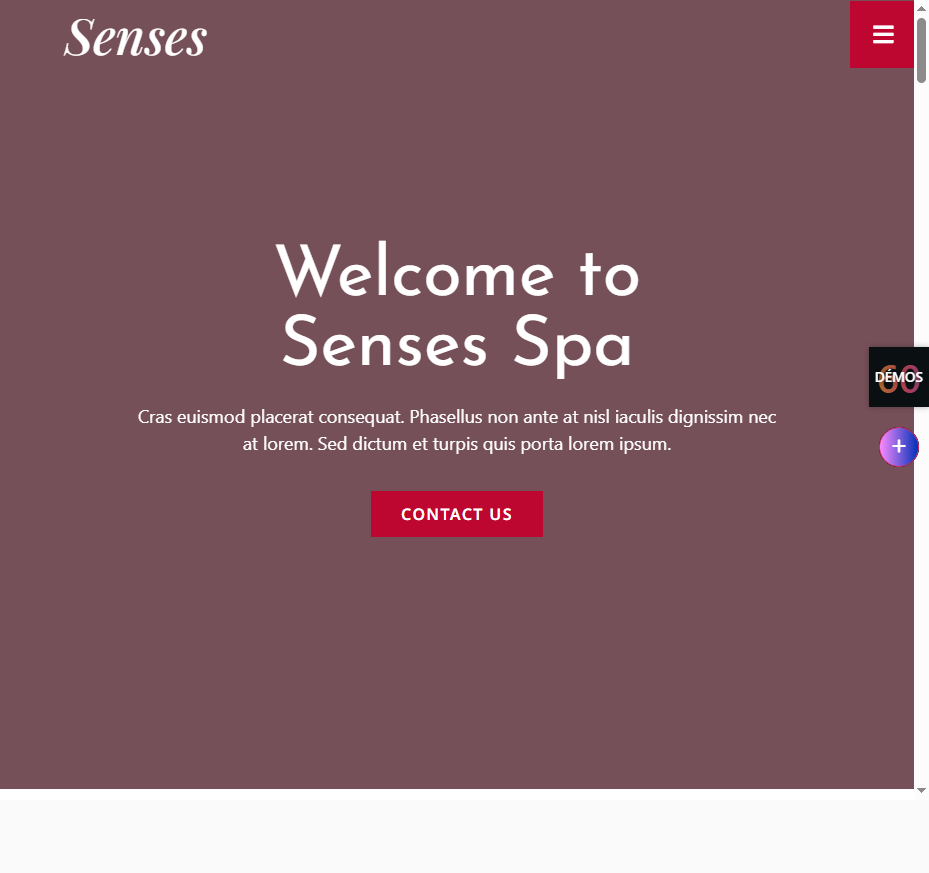 Senses
Welcome to
Senses Spa
Cras euismod placerat consequat. Phasellus non ante at nisl iaculis dignissim nec
at lorem. Sed dictum et turpis quis porta lorem ipsum.
CONTACT US
60
DÉMOS
+